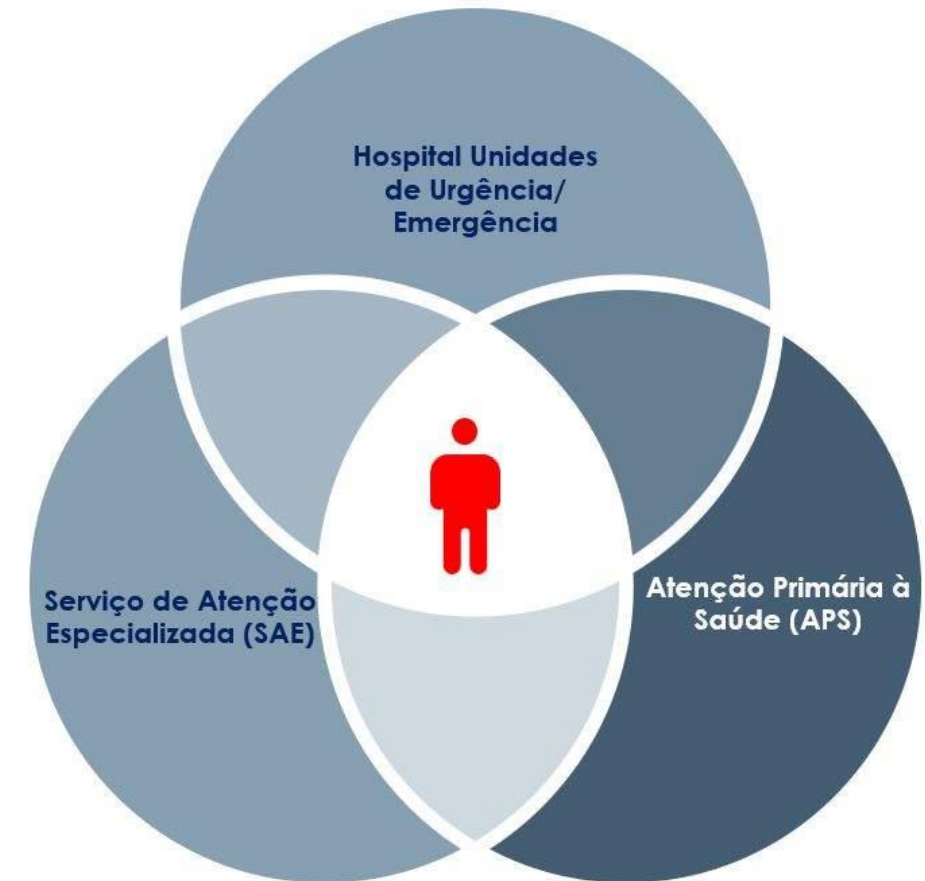 Hospital Unidades
de Urgência/
Emergência
Serviço de Atenção
Especializada (SAE)
Atenção Primária à
Saúde (APS)